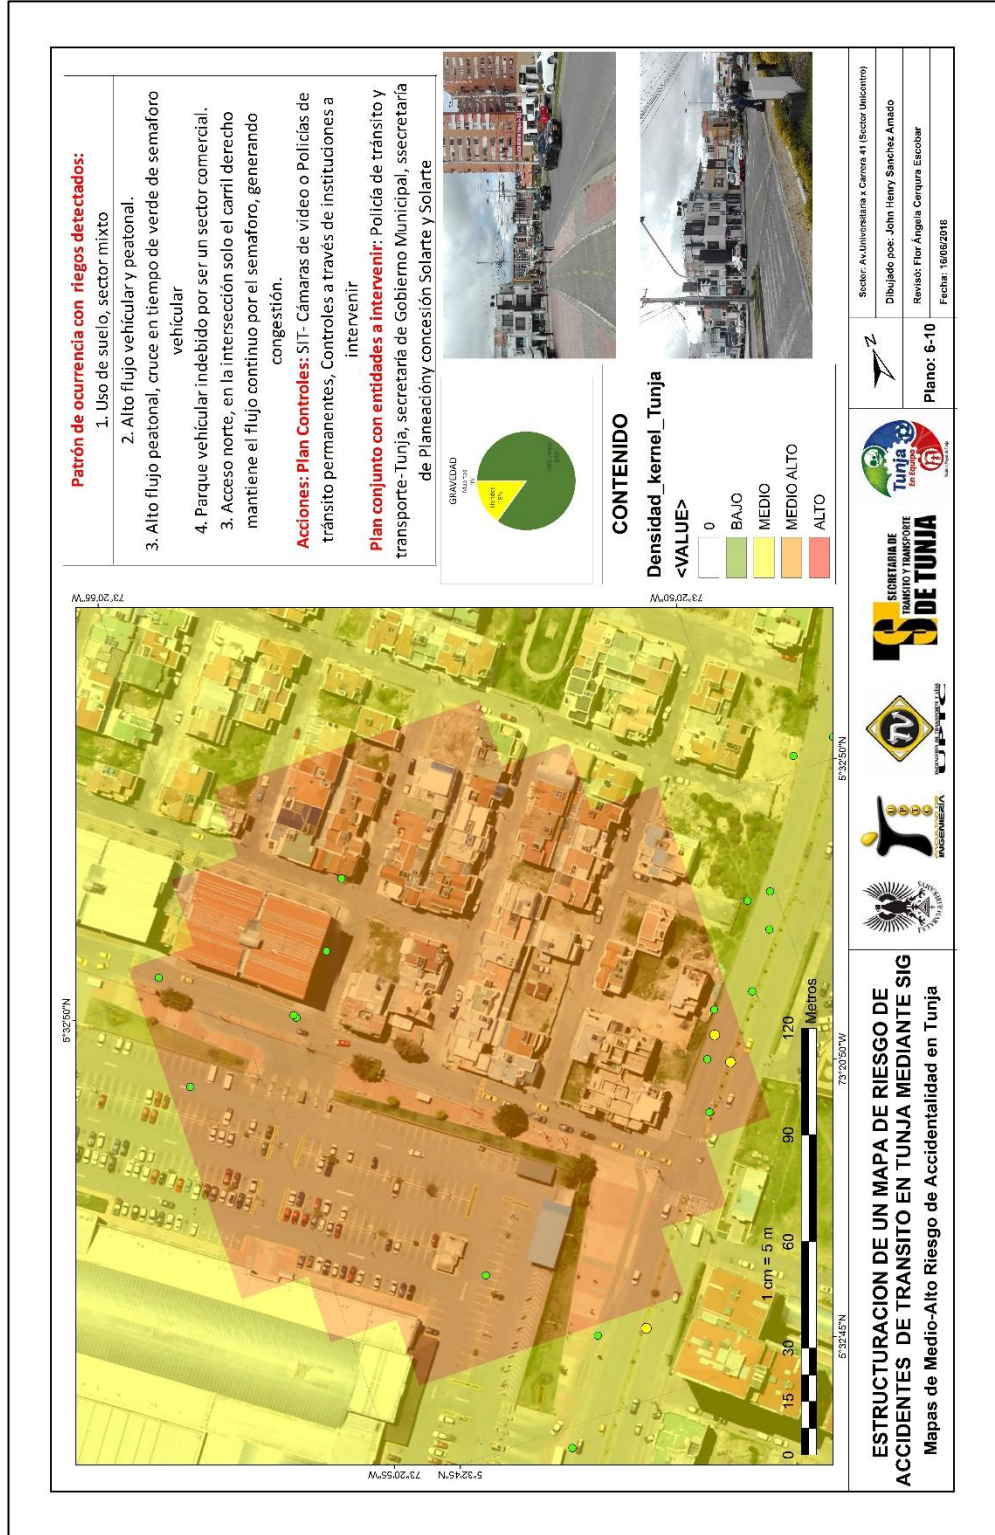 Patrón de ocurrencia con riegos detectados:
1. Uso de suelo, sector mixto
2. Alto flujo vehícular y peatonal.
3. Alto flujo peatonal, cruce en tiempo de verde de semaforo
vehícular
4. Parque vehícular indebido por ser un sector comercial.
3. Acceso norte, en la intersección solo el carril derecho
mantiene el flujo continuo por el semaforo, generando
congestión.
Acciones: Plan Controles: SIT- Cámaras de video o Policías de
tránsito permanentes, Controles a través de instituciones a
intervenir
Plan conjunto con entidades a intervenir: Policía de tránsito y
transporte-Tunja, secretaría de Gobierno Municipal, ssecretaría
de Planeacióny concesión Solarte y Solarte
GRAVEDAD
Muertos
Heridos
15%
CONTENIDO
Densidad_kernel_Tunja
<VALUE>
0
BAJO
MEDIO
MEDIO ALTO
ALTO
73°20'55"W
73°20'50"W
5°32'50"N
5°32'50"N
73°20'55"W
5°32'45"N
5°32'45"N
73°20'50"W
1 cm = 5 m
0 15 30 60 90 120
Metros
ESTRUCTURACION DE UN MAPA DE RIESGO DE
ACCIDENTES DE TRANSITO EN TUNJA MEDIANTE SIG
Mapas de Medio-Alto Riesgo de Accidentalidad en Tunja
UPTC
INGENIERÍA
TV
UPTC
TS
SECRETARIA DE
TRANSITO Y TRANSPORTE
DE TUNJA
Tunja
En Equipo
N
Plano: 6-10
Sector: Av.Universitaria x Carrera 41 (Sector Unicentro)
Dibujado poe: John Henry Sanchez Amado
Revisó: Flor Ángela Cerqura Escobar
Fecha: 16/06/2016